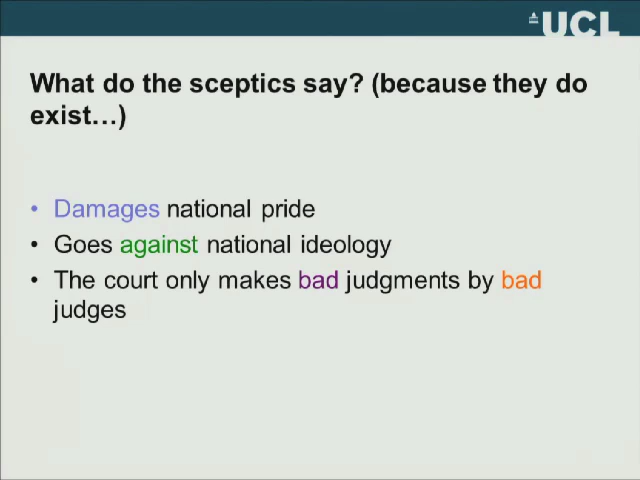 UCL
What do the sceptics say? (because they do
exist…)
• Damages national pride
• Goes against national ideology
• The court only makes bad judgments by bad
judges